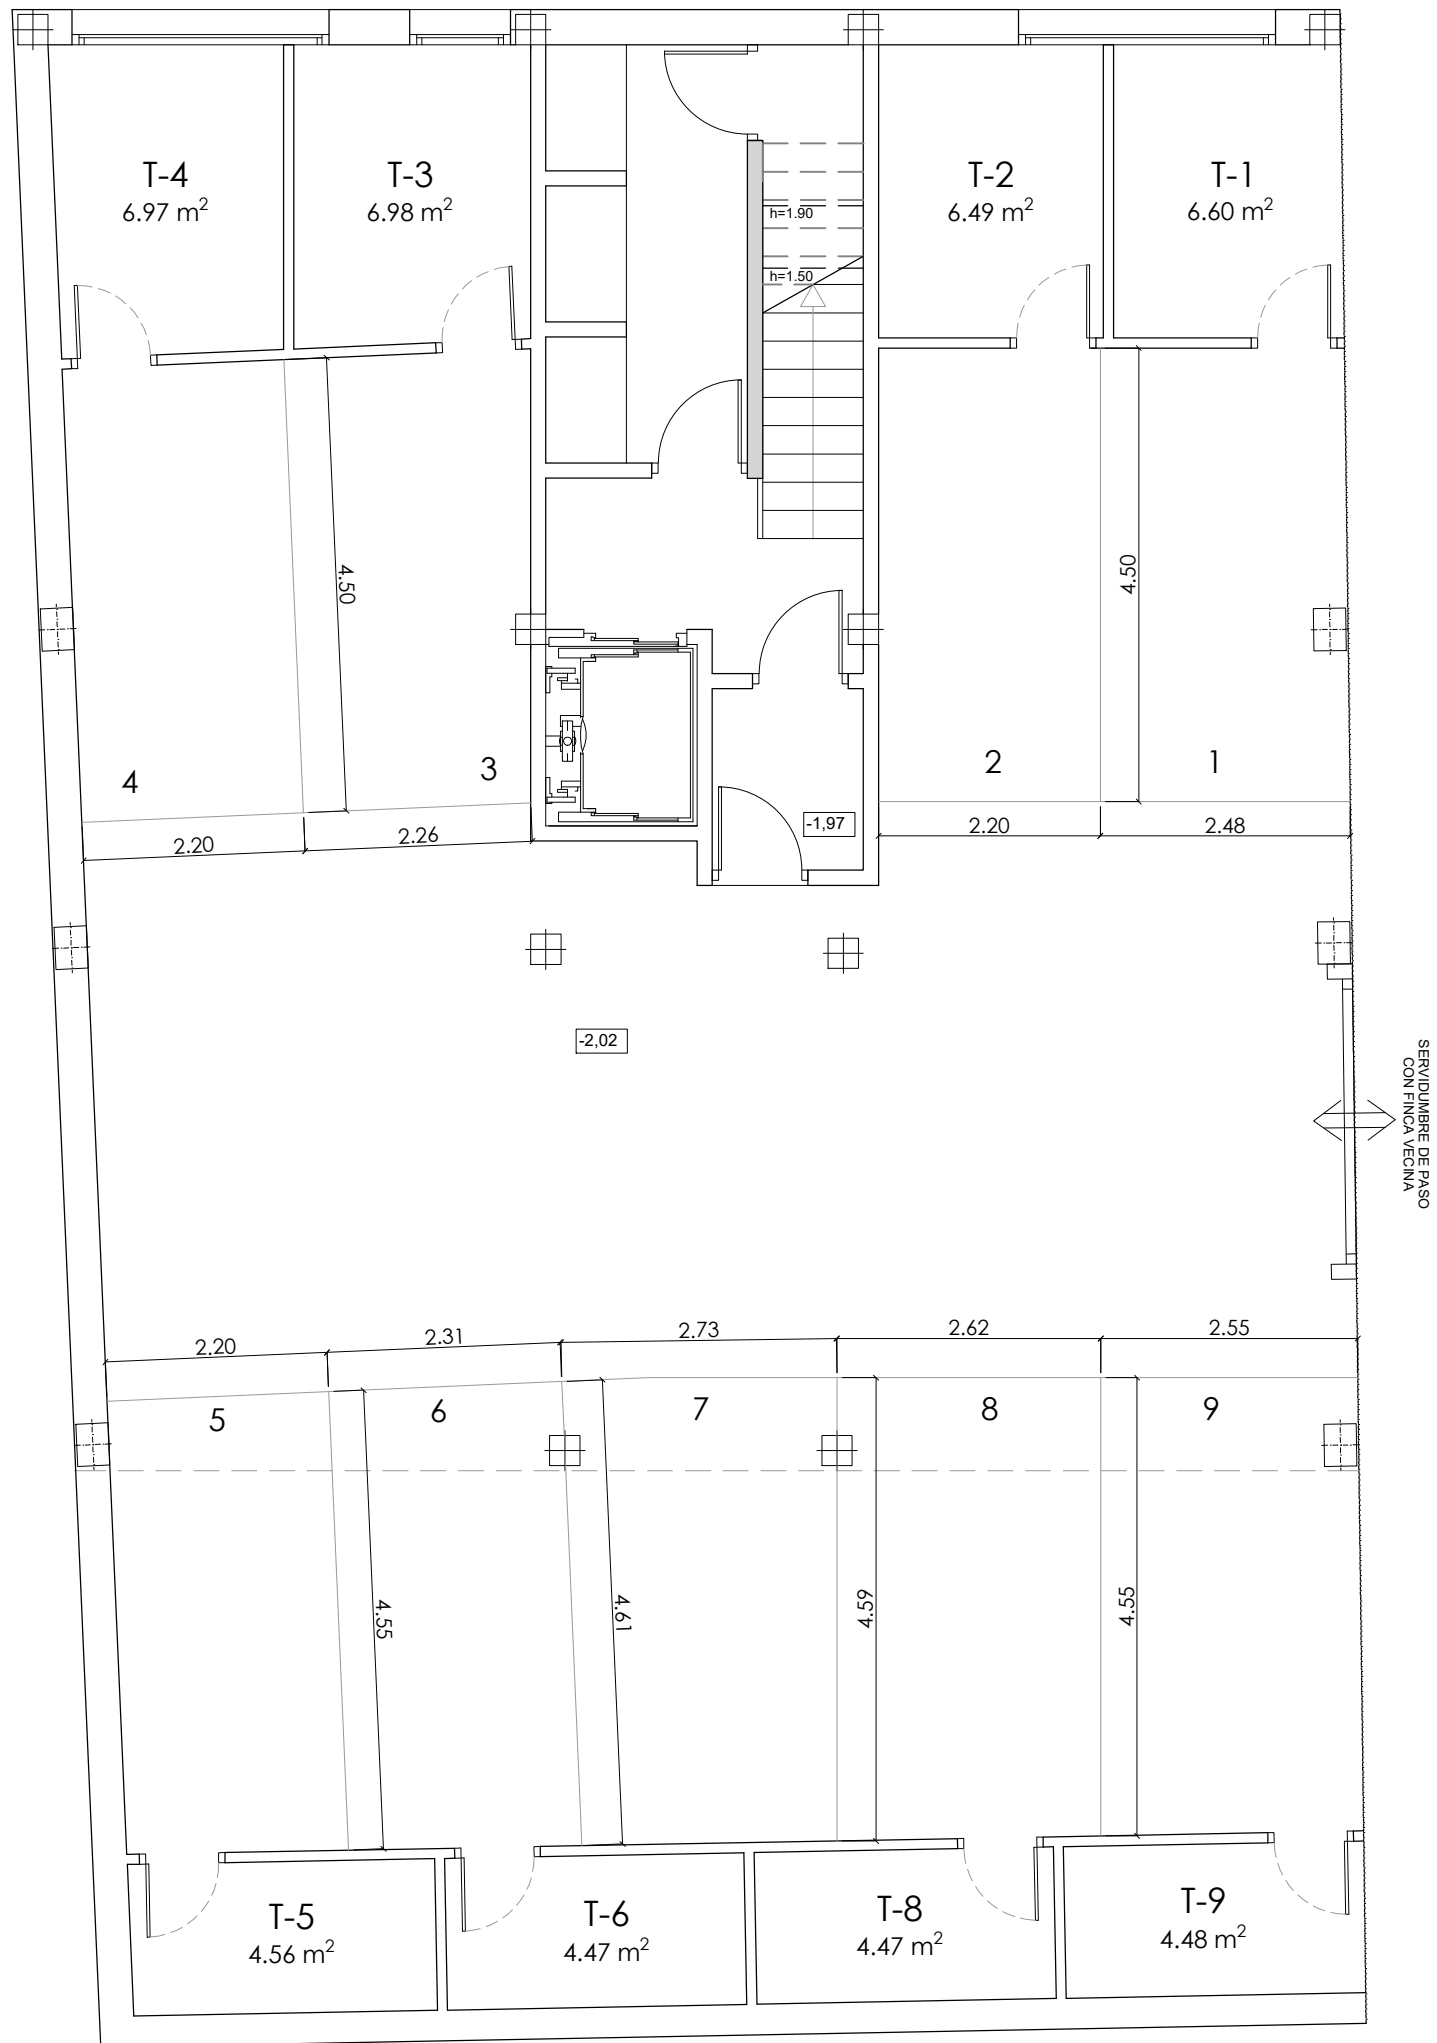 T-4
6.97 m²
T-3
6.98 m²
T-2
6.49 m²
T-1
6.60 m²
h=1.90
h=1.50
4.50
4.50
4
3
2
1
-1,97
2.20
2.26
2.20
2.48
-2,02
SERVIDUMBRE DE PASO
CON FINCA VECINA
2.20
2.31
2.73
2.62
2.55
5
6
7
8
9
4.55
4.61
4.59
4.55
T-5
4.56 m²
T-6
4.47 m²
T-8
4.47 m²
T-9
4.48 m²